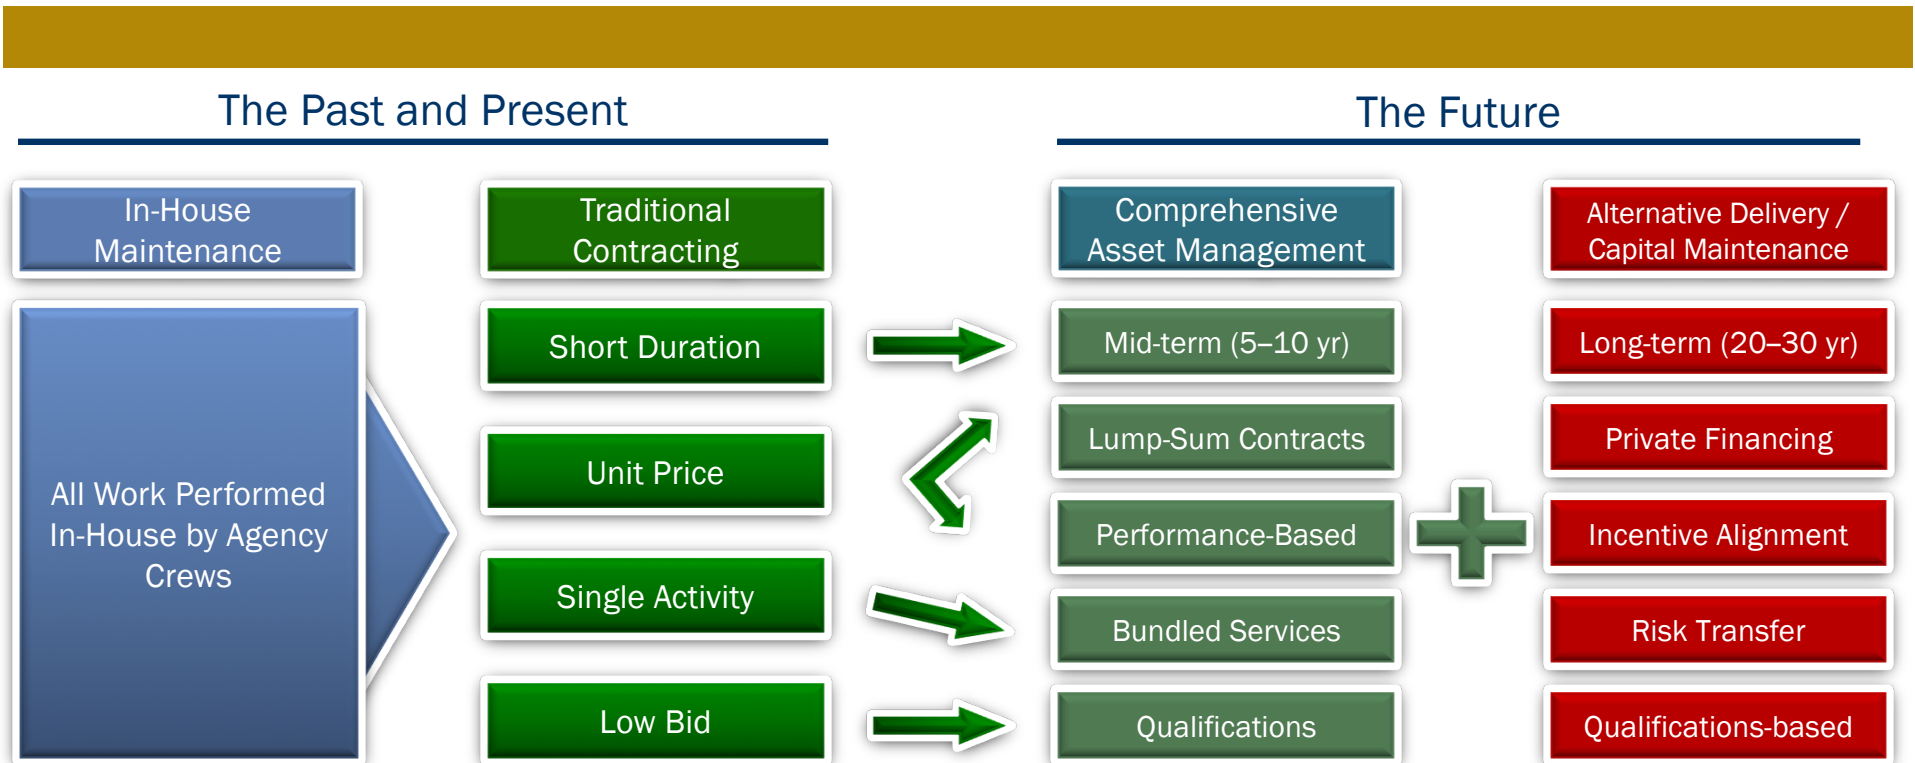 The Past and Present
The Future
In-House
Maintenance
Traditional
Contracting
Comprehensive
Asset Management
Alternative Delivery /
Capital Maintenance
All Work Performed
In-House by Agency
Crews
Short Duration
Unit Price
Single Activity
Low Bid
Mid-term (5–10 yr)
Lump-Sum Contracts
Performance-Based
Bundled Services
Qualifications
Long-term (20–30 yr)
Private Financing
Incentive Alignment
Risk Transfer
Qualifications-based